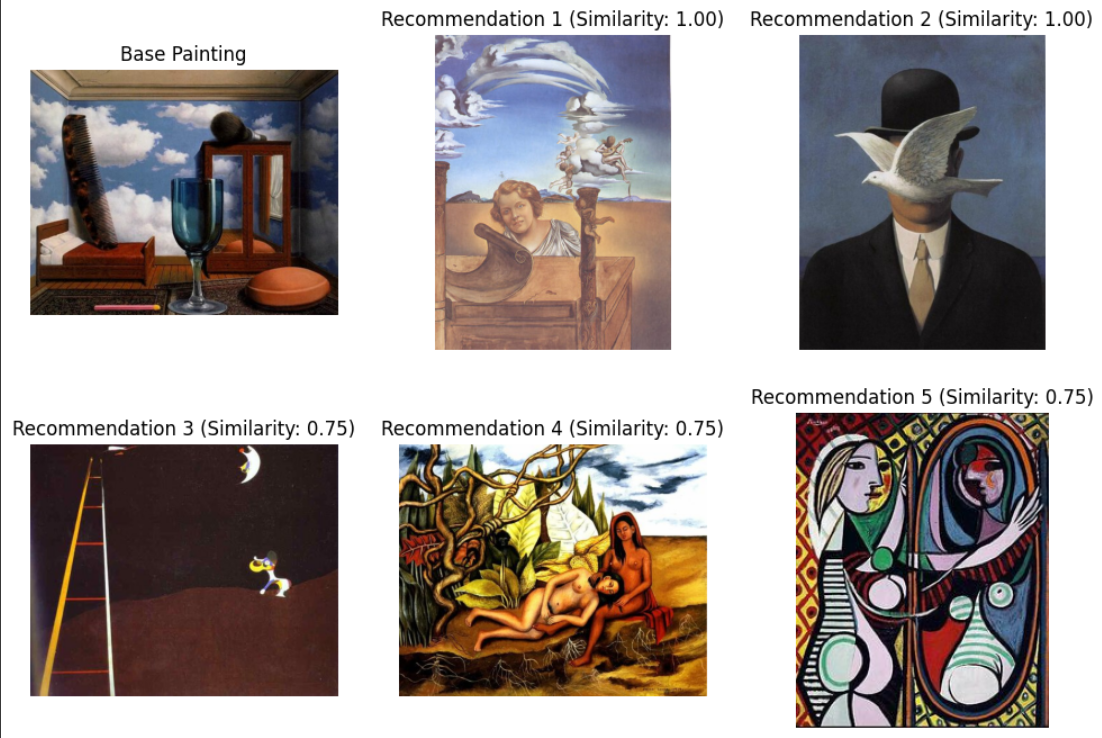 Base Painting
Recommendation 1 (Similarity: 1.00)
Recommendation 2 (Similarity: 1.00)
Recommendation 3 (Similarity: 0.75)
Recommendation 4 (Similarity: 0.75)
Recommendation 5 (Similarity: 0.75)